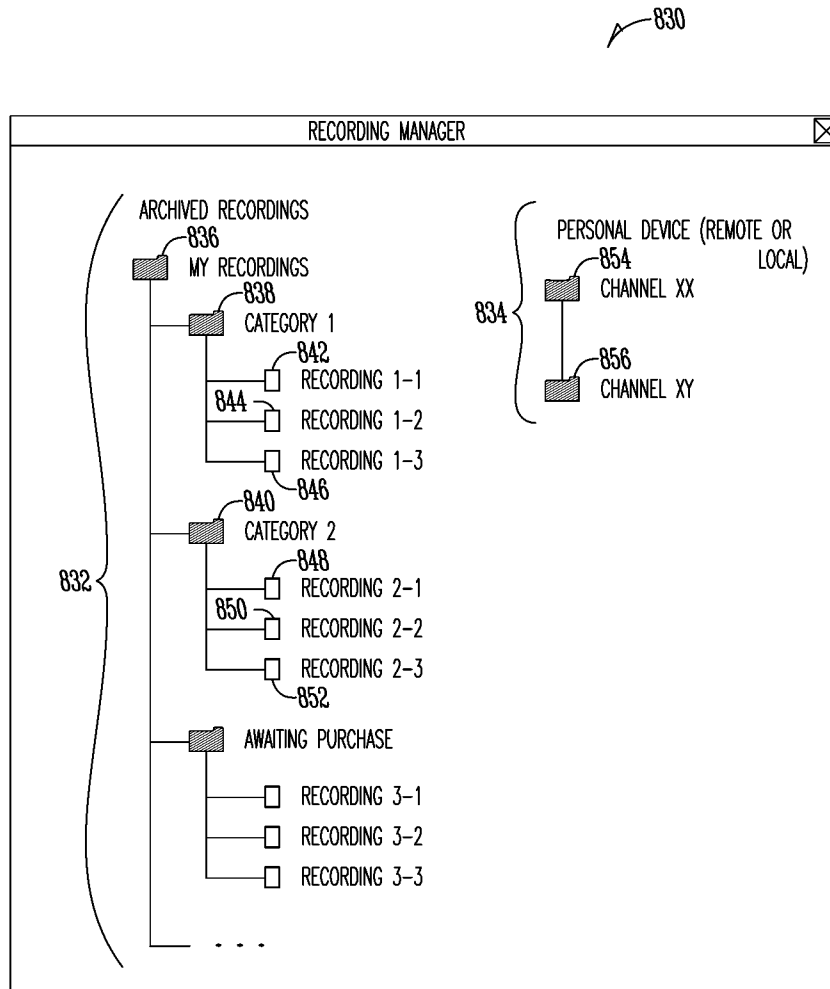 830
RECORDING MANAGER
ARCHIVED RECORDINGS
836
MY RECORDINGS
838
CATEGORY 1
842
RECORDING 1-1
844
RECORDING 1-2
RECORDING 1-3
846
840
CATEGORY 2
848
832
RECORDING 2-1
850
RECORDING 2-2
RECORDING 2-3
852
AWAITING PURCHASE
RECORDING 3-1
RECORDING 3-2
RECORDING 3-3
. . .
PERSONAL DEVICE (REMOTE OR
LOCAL)
854
CHANNEL XX
834
856
CHANNEL XY